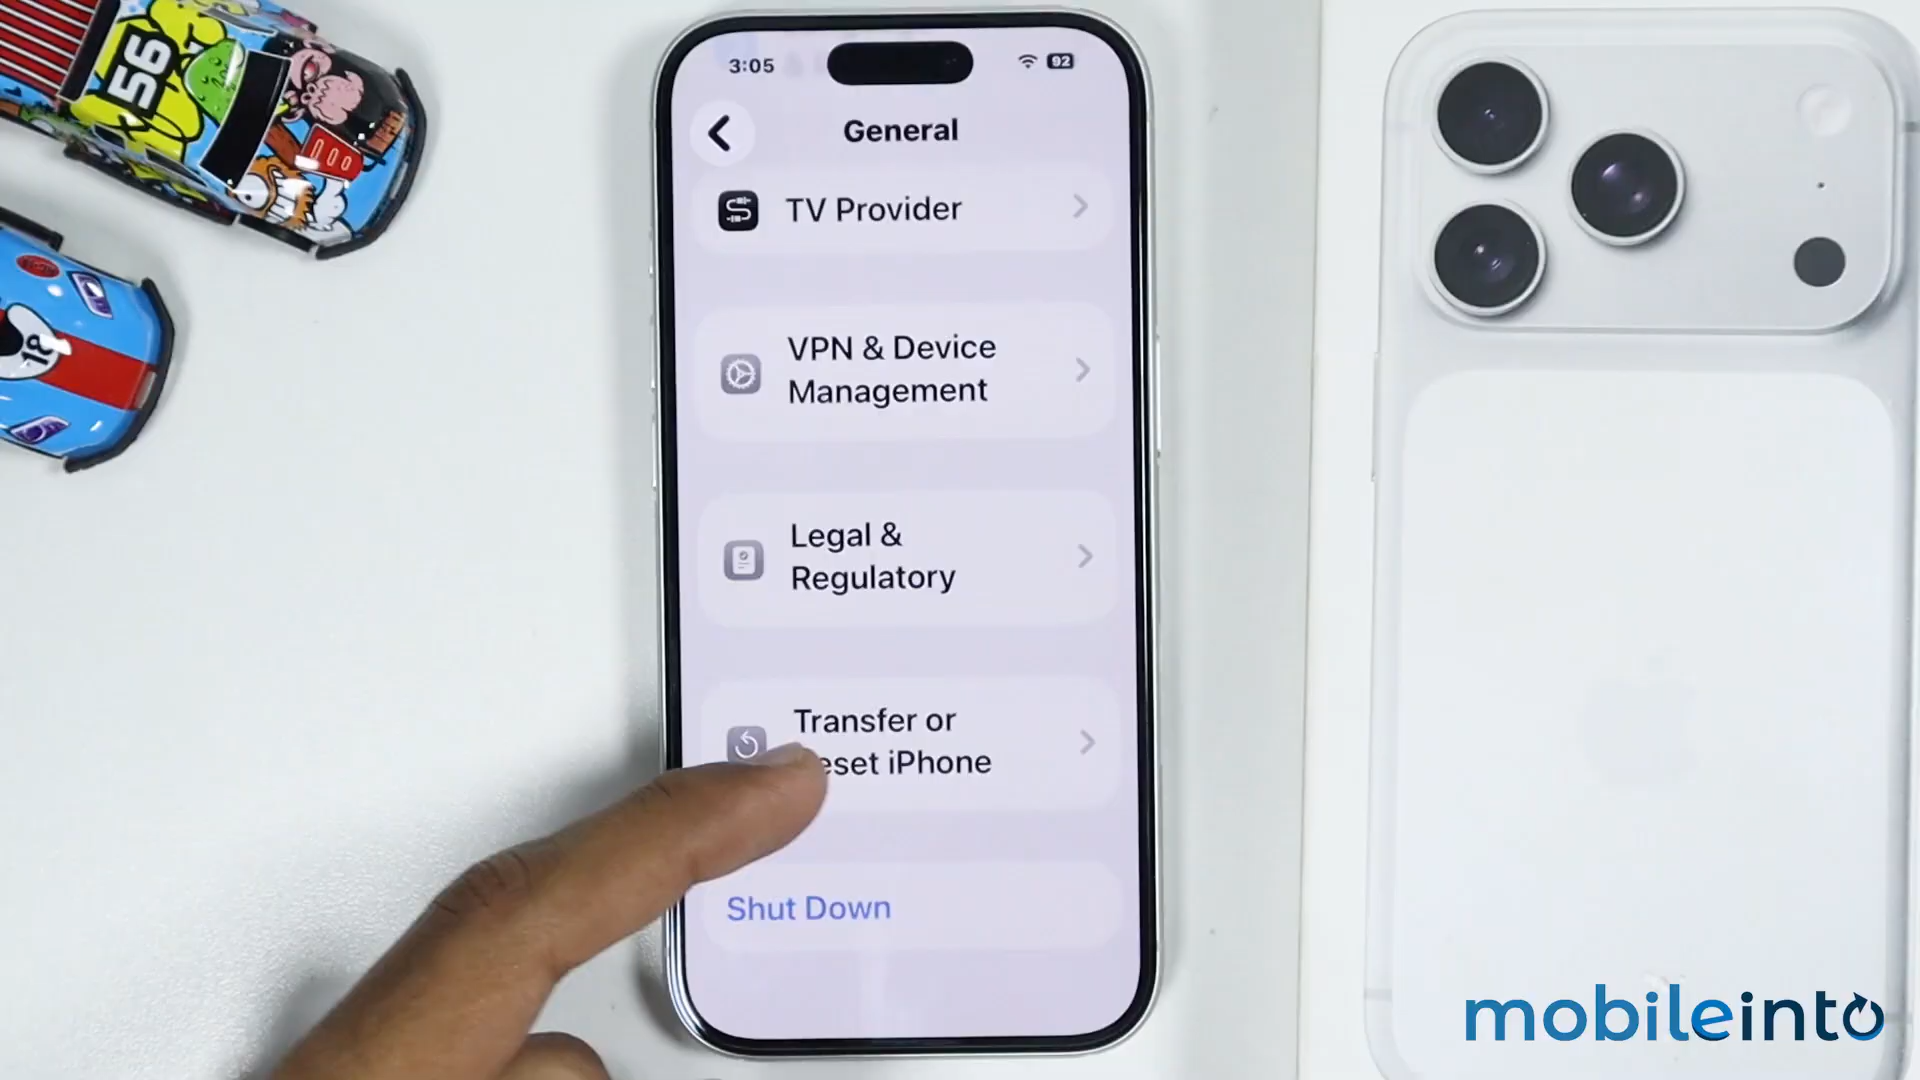 56
18
3:05
92
General
TV Provider
VPN & Device
Management
Legal &
Regulatory
Transfer or
eset iPhone
Shut Down
mobileinto